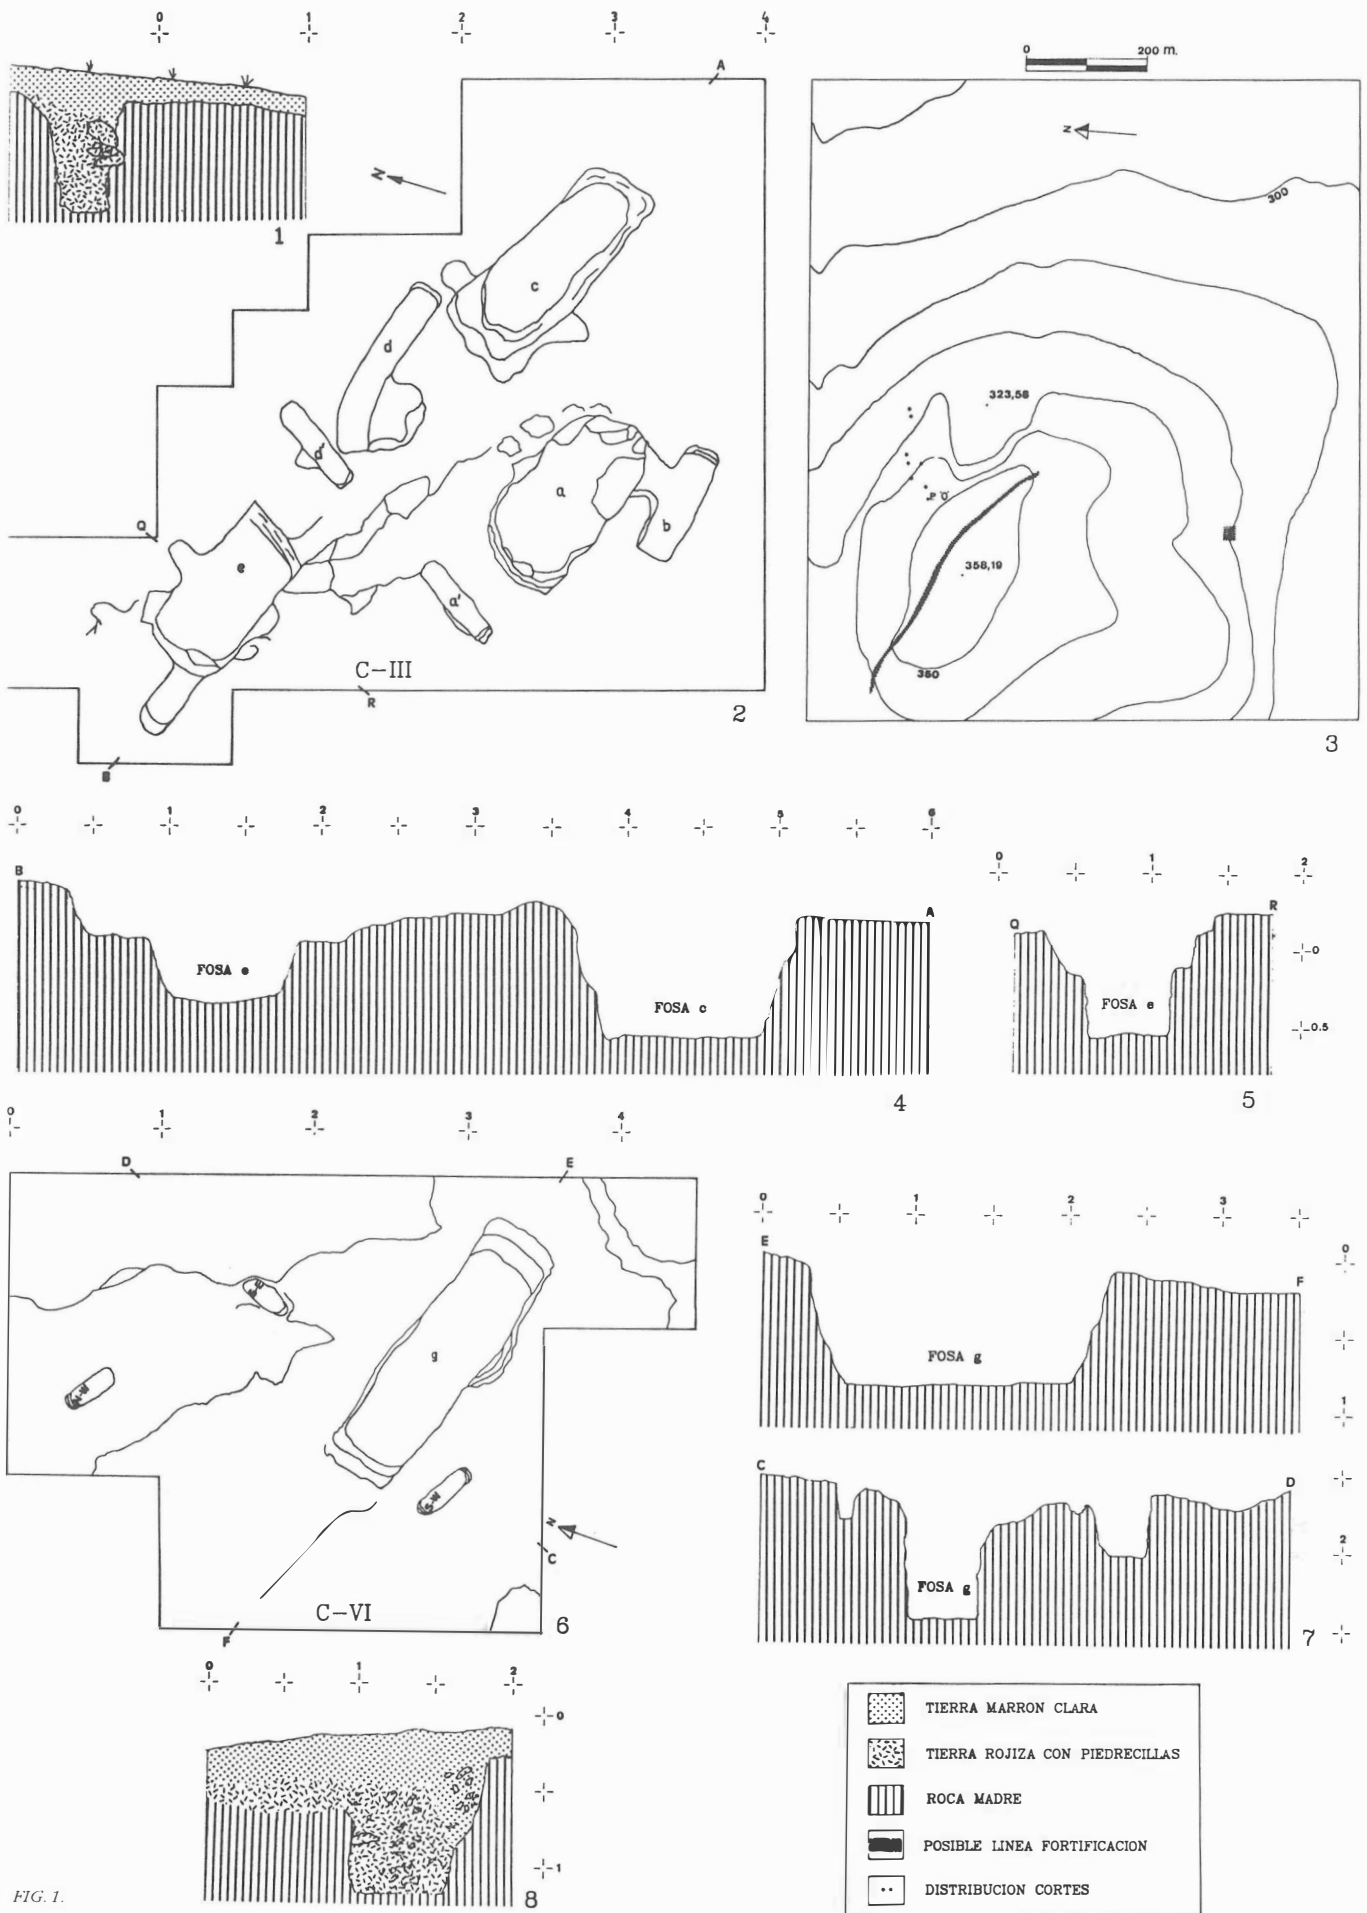 0 1 2 3 4
A
0 200 m.
N
1
N
c
300
d
323,58
d'
a
P. O.
Q
b
e
358,19
a'
C-III
350
R
2
B
3
0 1 2 3 4 5 6
0 1 2
B
A
Q
R
FOSA e
0
FOSA c
FOSA e
0.5
4
5
0 1 2 3 4
D
E
0 1 2 3
E
0
F
N-E
g
FOSA g
N-W
1
C
S-W
D
N
C
2
FOSA g
C-VI
F
6
7
0 1 2
0
TIERRA MARRON CLARA
TIERRA ROJIZA CON PIEDRECILLAS
ROCA MADRE
POSIBLE LINEA FORTIFICACION
1
DISTRIBUCION CORTES
FIG. 1.
8